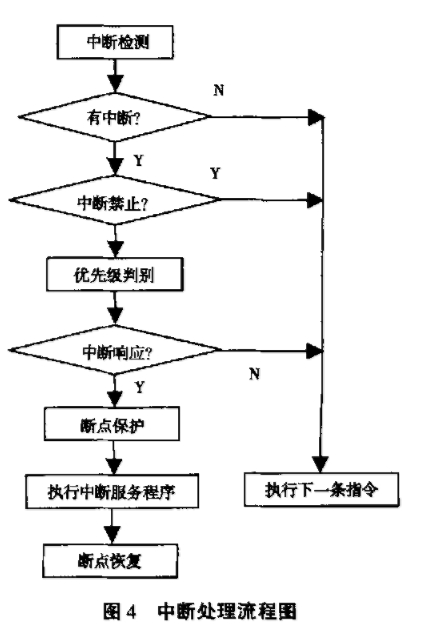 中断检测
N
有中断?
Y
Y
中断禁止?
优先级判别
中断响应?
N
Y
断点保护
执行中断服务程序
执行下一条指令
断点恢复
图 4 中断处理流程图